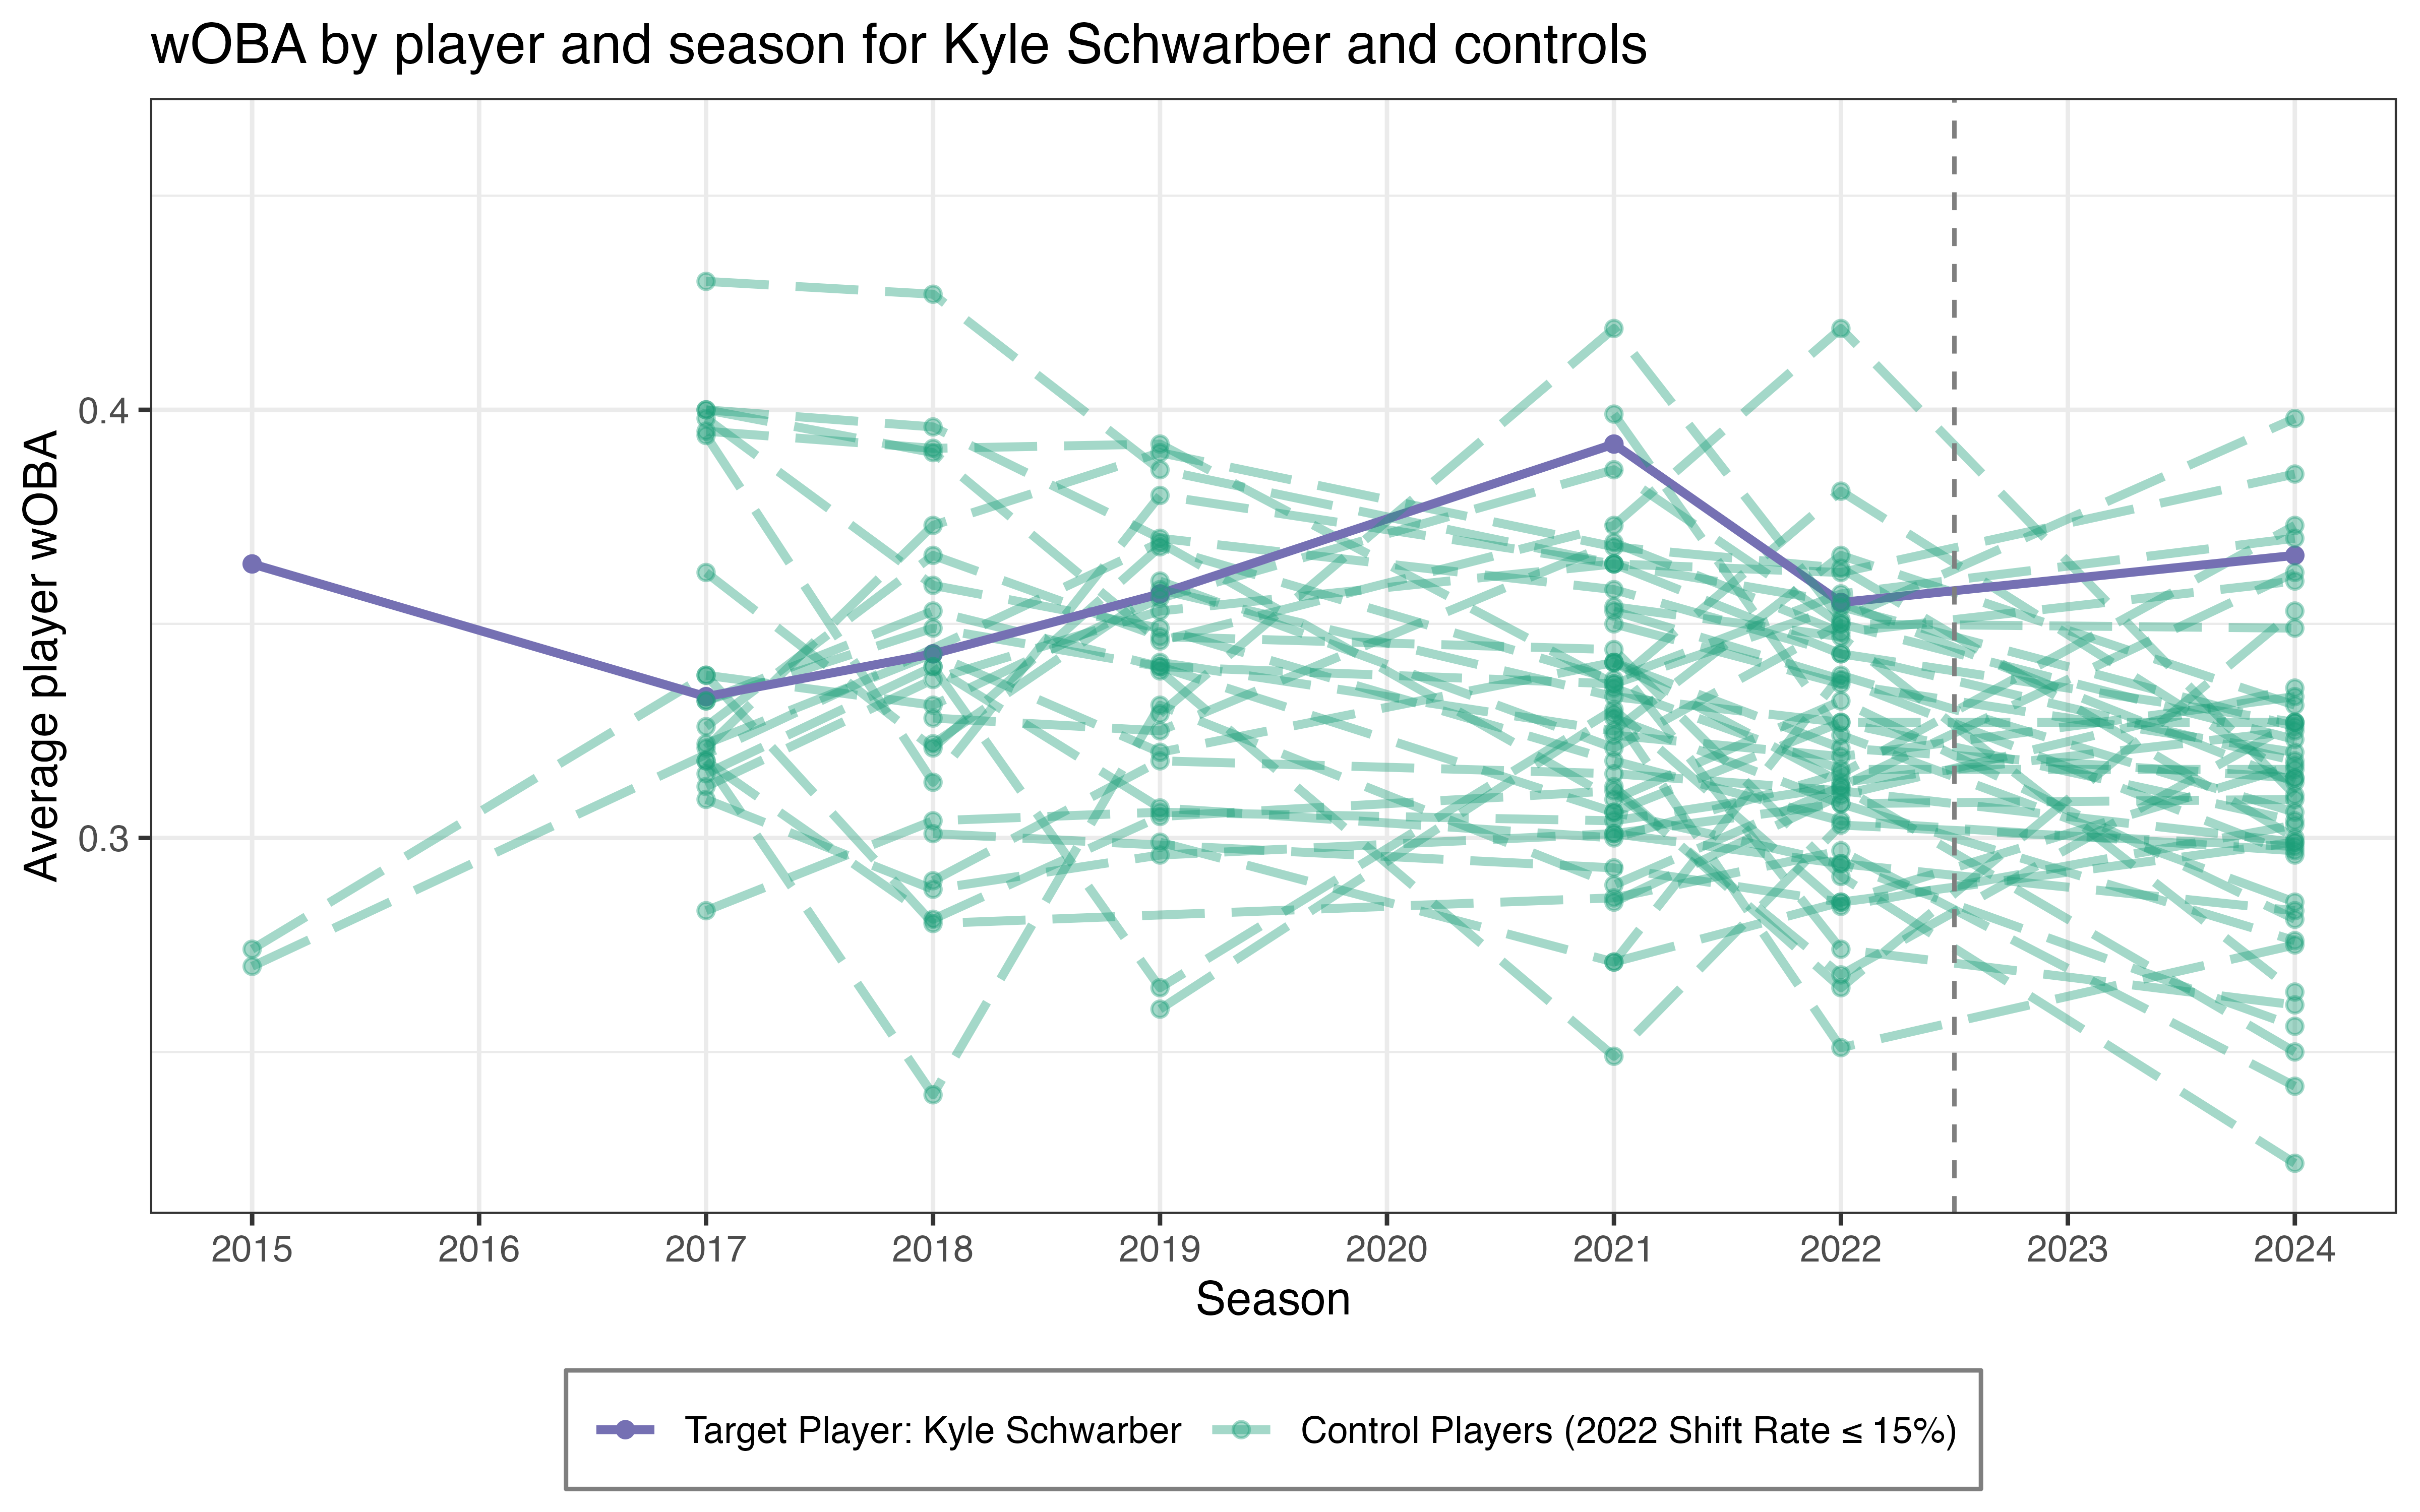 wOBA by player and season for Kyle Schwarber and controls
Average player wOBA
0.4
0.3
2015 2016 2017 2018 2019 2020 2021 2022 2023 2024
Season
Target Player: Kyle Schwarber Control Players (2022 Shift Rate ≤ 15%)